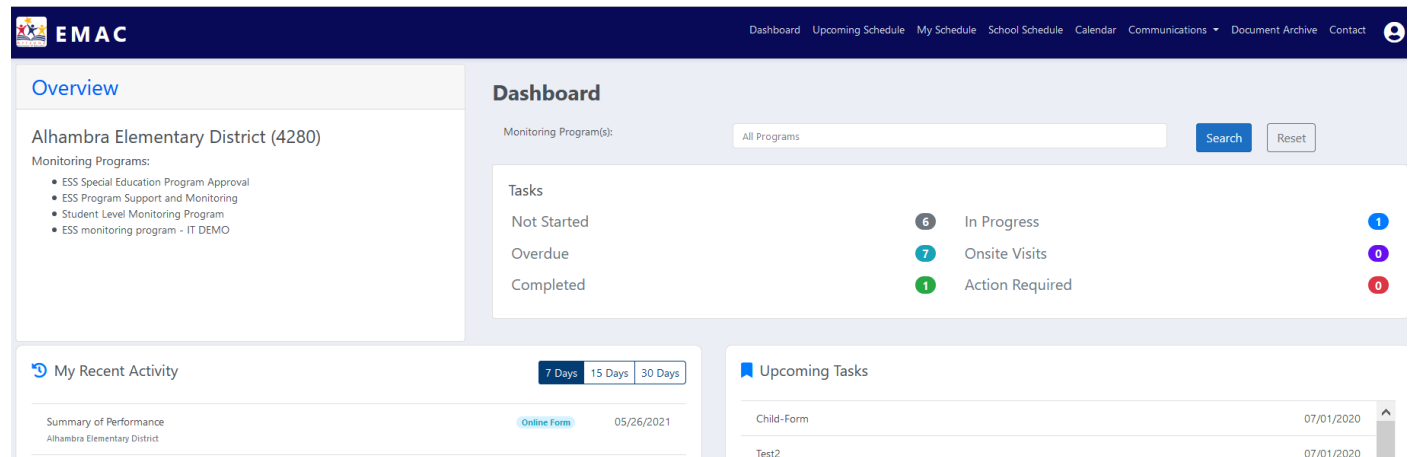 EMAC
Dashboard Upcoming Schedule My Schedule School Schedule Calendar Communications Document Archive Contact
Overview
Alhambra Elementary District (4280)
Monitoring Programs:
ESS Special Education Program Approval
ESS Program Support and Monitoring
Student Level Monitoring Program
ESS monitoring program - IT DEMO
Dashboard
Monitoring Program(s): All Programs Search Reset
Tasks
Not Started 6 In Progress 1
Overdue 7 Onsite Visits 0
Completed 1 Action Required 0
My Recent Activity 7 Days 15 Days 30 Days
Summary of Performance Online Form 05/26/2021
Alhambra Elementary District
Upcoming Tasks
Child-Form 07/01/2020
Test2 07/01/2020